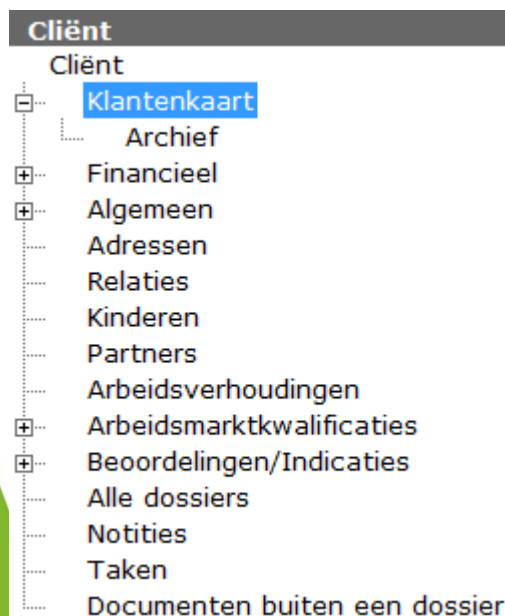 Cliënt
Cliënt
Klantenkaart
Archief
Financieel
Algemeen
Adressen
Relaties
Kinderen
Partners
Arbeidsverhoudingen
Arbeidsmarktkwalificaties
Beoordelingen/Indicaties
Alle dossiers
Notities
Taken
Documenten buiten een dossier